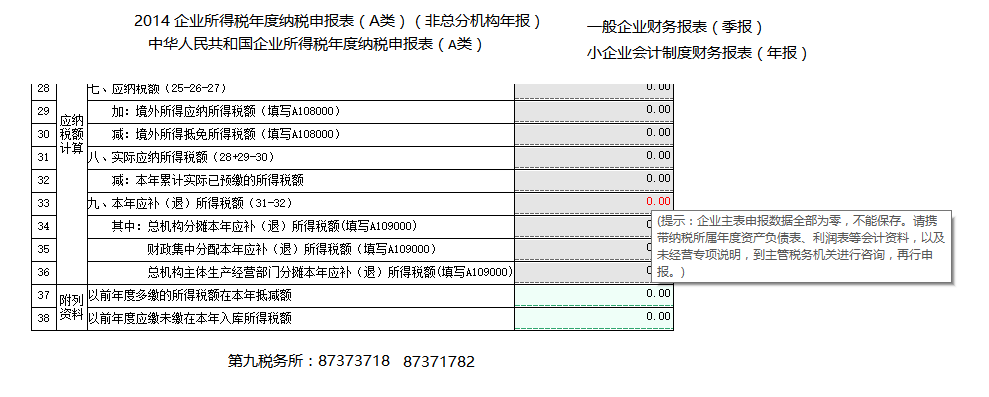 2014 企业所得税年度纳税申报表（A类）（非总分机构年报）
一般企业财务报表（季报）
中华人民共和国企业所得税年度纳税申报表（A类）
小企业会计制度财务报表（年报）
28 七、应纳税额（25-26-27） 0.00
29 加：境外所得应纳所得税额（填写A108000） 0.00
应纳
税额
计算
30 减：境外所得抵免所得税额（填写A108000） 0.00
31 八、实际应纳所得税额（28+29-30） 0.00
32 减：本年累计实际已预缴的所得税额 0.00
33 九、本年应补（退）所得税额（31-32） 0.00
34 其中：总机构分摊本年应补（退）所得税额(填写A109000)
35 财政集中分配本年应补（退）所得税额（填写A109000）
36 总机构主体生产经营部门分摊本年应补（退）所得税额(填写A109000)
(提示：企业主表申报数据全部为零，不能保存。请携
带纳税所属年度资产负债表、利润表等会计资料，以及
未经营专项说明，到主管税务机关进行咨询，再行申
报。)
37 以前年度多缴的所得税额在本年抵减额 0.00
附列
资料
38 以前年度应缴未缴在本年入库所得税额 0.00
第九税务所：87373718 87371782